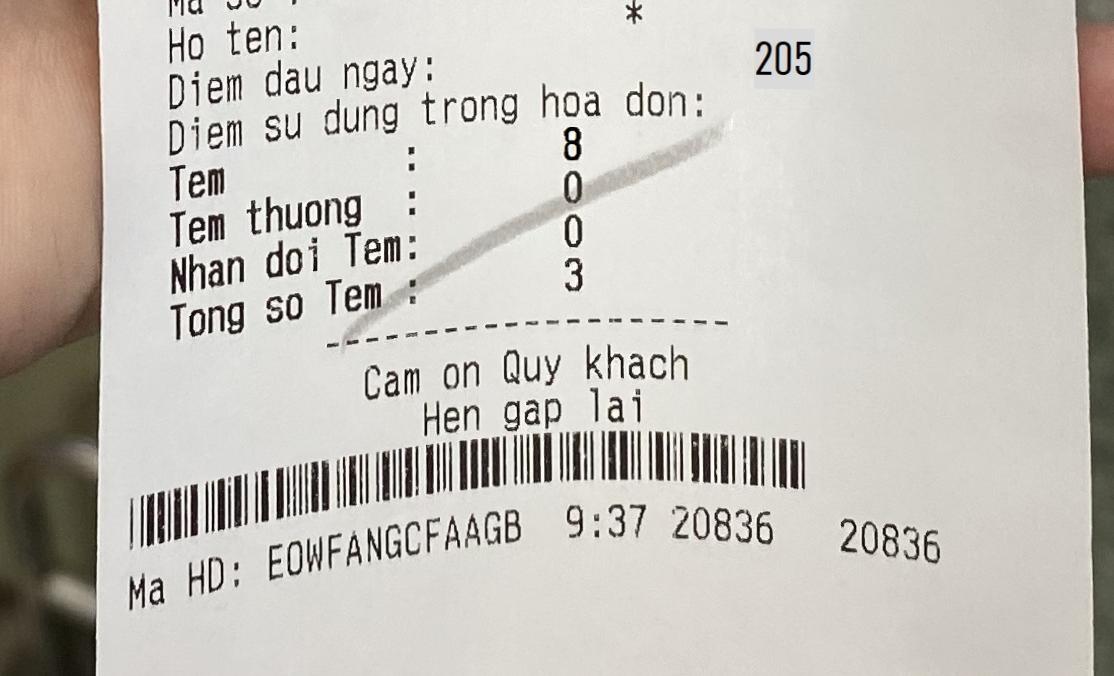 Ma so :
*
Ho ten:
Diem dau ngay: 205
Diem su dung trong hoa don:
Tem : 8
Tem thuong : 0
Nhan doi Tem: 0
Tong so Tem : 3
--------------------
Cam on Quy khach
Hen gap lai
Ma HD: EOWFANGCFAAGB 9:37 20836 20836